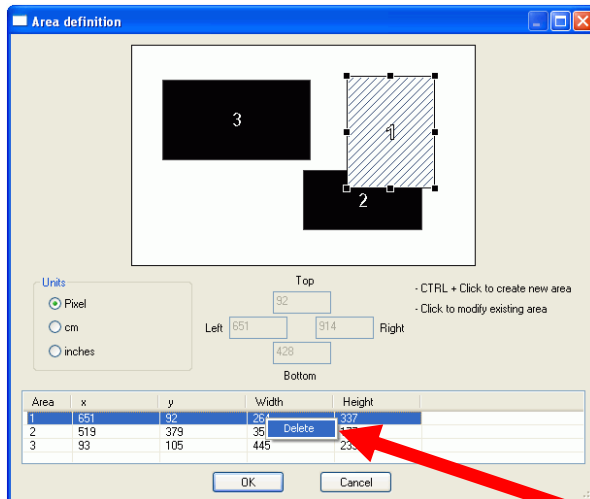 Area definition
3
1
2
Units
Pixel
cm
inches
Top
92
Left 651 914 Right
428
Bottom
- CTRL + Click to create new area
- Click to modify existing area
Area x y Width Height
1 651 92 264 337
2 519 379
Delete
3 93 105 445
OK Cancel